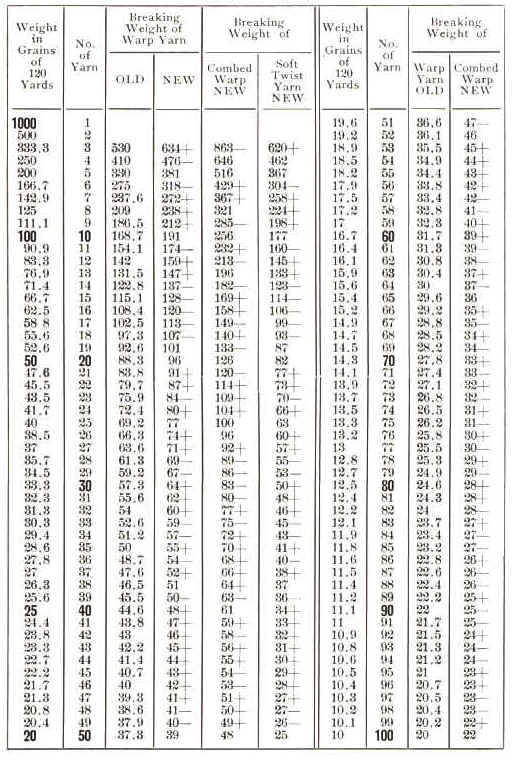 Weight in Grains of 120 Yards | No. of Yarn | Breaking Weight of Warp Yarn | Breaking Weight of | Weight in Grains of 120 Yards | No. of Yarn | Breaking Weight of
OLD | NEW | Combed Warp NEW | Soft Twist Yarn NEW | Warp Yarn OLD | Combed Warp NEW
1000 1 19.6 51 36.6 47—
500 2 19.2 52 36.1 46
333.3 3 530 634+ 863— 620+ 18.9 53 35.5 45+
250 4 410 476— 646 462 18.5 54 34.9 44+
200 5 330 381 516 367 18.2 55 34.4 43+
166.7 6 275 318— 429+ 304— 17.9 56 33.8 42+
142.9 7 237.6 272+ 367+ 258+ 17.5 57 33.4 42—
125 8 209 238+ 321 224+ 17.2 58 32.8 41—
111.1 9 186.5 212+ 285— 198+ 17 59 32.3 40+
100 10 168.7 191 256 177 16.7 60 31.7 39+
90.9 11 154.1 174— 232+ 160— 16.4 61 31.3 39—
83.3 12 142 159+ 213— 145+ 16.1 62 30.8 38—
76.9 13 131.5 147+ 196 133+ 15.9 63 30.4 37+
71.4 14 122.8 137— 182— 123— 15.6 64 30 37—
66.7 15 115.1 128— 169+ 114— 15.4 65 29.6 36
62.5 16 108.4 120— 158+ 106— 15.2 66 29.2 35+
58 8 17 102.5 113— 149— 99— 14.9 67 28.8 35—
55.6 18 97.3 107— 140+ 93— 14.7 68 28.5 34+
52.6 19 92.6 101 133— 87 14.5 69 28.2 34—
50 20 88.3 96 126 82 14.3 70 27.8 33+
47.6 21 83.8 91+ 120— 77+ 14.1 71 27.4 33—
45.5 22 79.7 87+ 114+ 73— 13.9 72 27.1 32+
43.5 23 75.9 84— 109— 70— 13.7 73 26.8 32—
41.7 24 72.4 80+ 104+ 66+ 13.5 74 26.5 31+
40 25 69.2 77 100 63 13.3 75 26.2 31—
38.5 26 66.3 74+ 96 60+ 13.2 76 25.8 30+
37 27 63.6 71+ 92+ 57+ 13 77 25.5 30—
35.7 28 61.3 69— 89— 55— 12.8 78 25.3 29+
34.5 29 59.2 67— 86— 53— 12.7 79 24.9 29—
33.3 30 57.3 64+ 83— 50+ 12.5 80 24.6 28+
32.3 31 55.6 62 80— 48+ 12.4 81 24.3 28—
31.3 32 54 60+ 77+ 46+ 12.2 82 24 28—
30.3 33 52.6 59— 75— 45— 12.1 83 23.7 27+
29.4 34 51.2 57— 72+ 43— 11.9 84 23.4 27—
28.6 35 50 55+ 70+ 41+ 11.8 85 23.2 27—
27.8 36 48.7 54— 68— 40— 11.6 86 22.8 26+
27 37 47.6 52+ 66— 38+ 11.5 87 22.6 26—
26.3 38 46.5 51 64+ 37 11.4 88 22.4 26—
25.6 39 45.5 50— 63— 36— 11.2 89 22.2 25+
25 40 44.6 48+ 61 34+ 11.1 90 22 25—
24.4 41 43.8 47 59+ 33— 11 91 21.7 25—
23.8 42 43 46 58— 32+ 10.9 92 21.5 24+
23.3 43 42.2 45— 56+ 31+ 10.8 93 21.3 24—
22.7 44 41.4 44+ 55+ 30+ 10.6 94 21.2 24—
22.2 45 40.7 43+ 54 29— 10.5 95 21 23+
21.7 46 40 42+ 53— 28— 10.4 96 20.7 23+
21.3 47 39.3 41+ 51+ 27+ 10.3 97 20.5 23—
20.8 48 38.6 41— 50— 27— 10.2 98 20.4 23—
20.4 49 37.9 40— 49+ 26— 10.1 99 20.2 22+
20 50 37.3 39 48 25 10 100 20 22